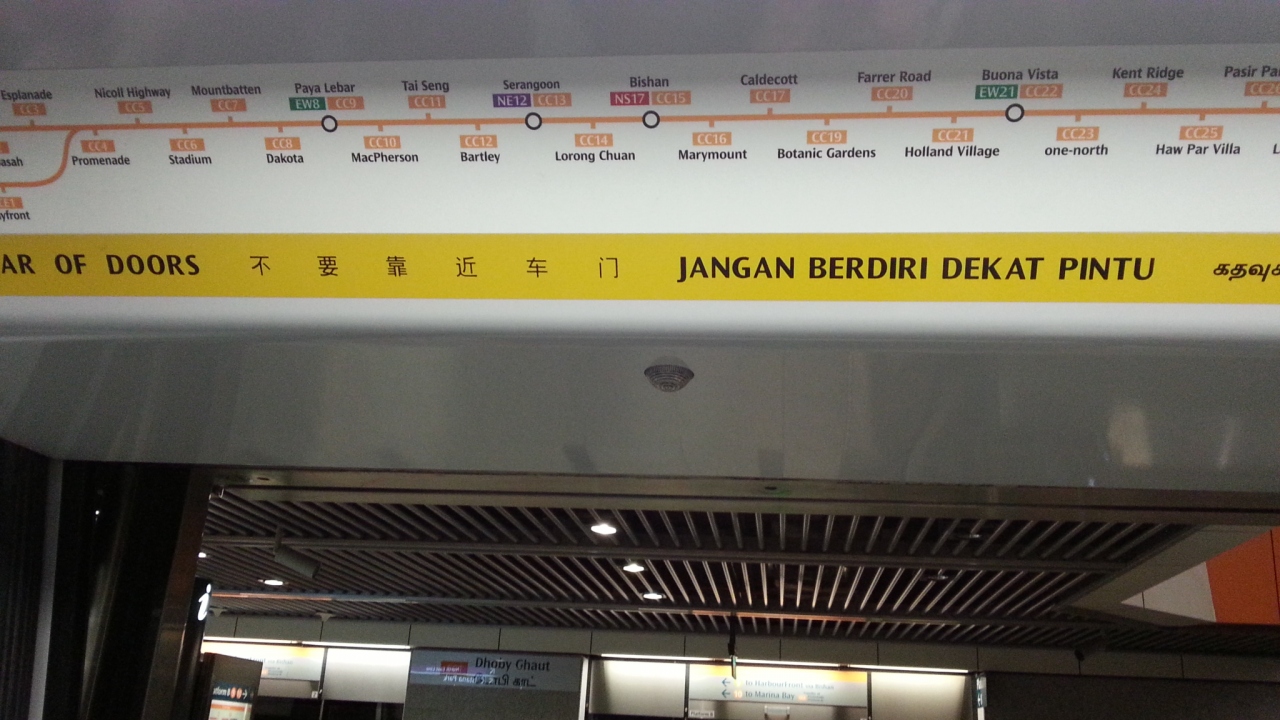 Esplanade Nicoll Highway Mountbatten Paya Lebar Tai Seng Serangoon Bishan Caldecott Farrer Road Buona Vista Kent Ridge Pasir
CC3 CC5 CC7 EW8 CC9 CC11 NE12 CC13 NS17 CC15 CC17 CC20 EW21 CC22 CC24
CC4 CC6 CC8 CC10 CC12 CC14 CC16 CC19 CC21 CC23 CC25
Promenade Stadium Dakota MacPherson Bartley Lorong Chuan Marymount Botanic Gardens Holland Village one-north Haw Par Villa
OF DOORS 不要靠近车门 JANGAN BERDIRI DEKAT PINTU
Dhoby Ghaut
to HarbourFront
to Marina Bay